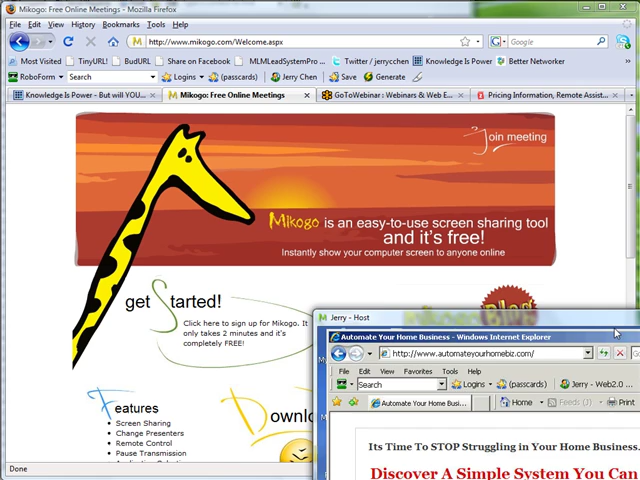 Mikogo: Free Online Meetings - Mozilla Firefox
File Edit View History Bookmarks Tools Help
http://www.mikogo.com/Welcome.aspx
Google
Most Visited TinyURL! BudURL Share on Facebook MLMLeadSystemPro Twitter / jerrycchen Knowledge Is Power Better Networker
RoboForm Search Logins (passcards) Jerry Chen Save Generate
Knowledge Is Power - But will YOU... Mikogo: Free Online Meetings GoToWebinar : Webinars & Web E... Pricing Information, Remote Assist...
Join meeting
Mikogo is an easy-to-use screen sharing tool
and it's free!
Instantly show your computer screen to anyone online
get Started!
Click here to sign up for Mikogo. It
only takes 2 minutes and it's
completely FREE!
Features
Screen Sharing
Change Presenters
Remote Control
Pause Transmission
Downlo
Jerry - Host
Automate Your Home Business - Windows Internet Explorer
http://www.automateyourhomebiz.com/
File Edit View Favorites Tools Help
Search Logins (passcards) Jerry - Web2.0 ...
Automate Your Home Busi... Home Feeds (J) Print
Its Time To STOP Struggling in Your Home Business.
Discover A Simple System You Can
Done